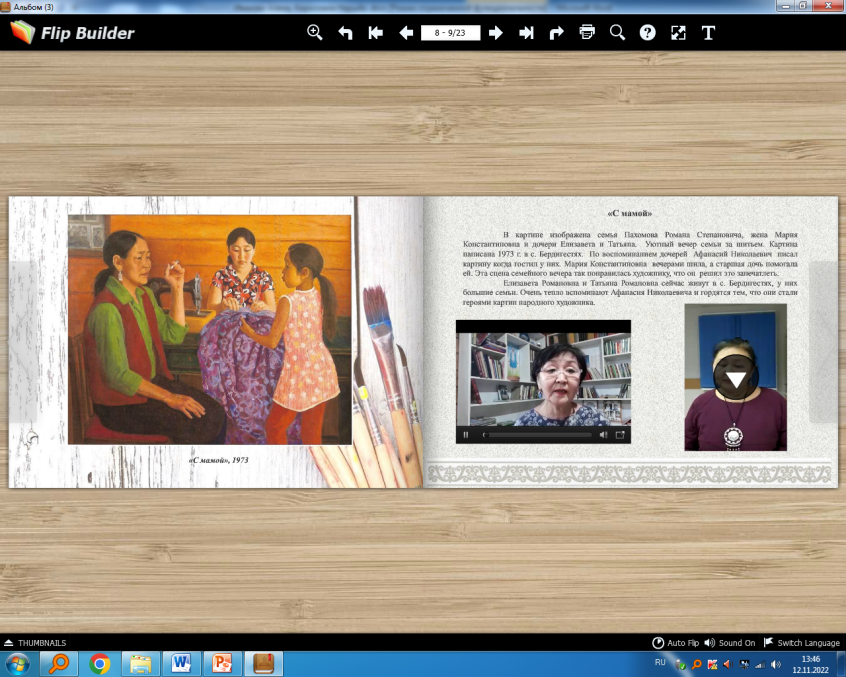 Альбом (3)
Flip Builder
8 - 9/23
T
«С мамой»
В картине изображена семья Пахомова Романа Степановича, жена Мария
Константиновна и дочери Елизавета и Татьяна. Уютный вечер семьи за шитьем. Картина
написана 1973 г. в с. Бердигестях. По воспоминанием дочерей Афанасий Николаевич писал
картину когда гостил у них. Мария Константиновна вечерами шила, а старшая дочь помогала
ей. Эта сцена семейного вечера так понравилась художнику, что он решил это запечатлеть.
Елизавета Романовна и Татьяна Романовна сейчас живут в с. Бердигестях, у них
большие семьи. Очень тепло вспоминают Афанасия Николаевича и гордятся тем, что они стали
героями картин народного художника.
«С мамой», 1973
THUMBNAILS
Auto Flip
Sound On
Switch Language
RU
13:46
12.11.2022